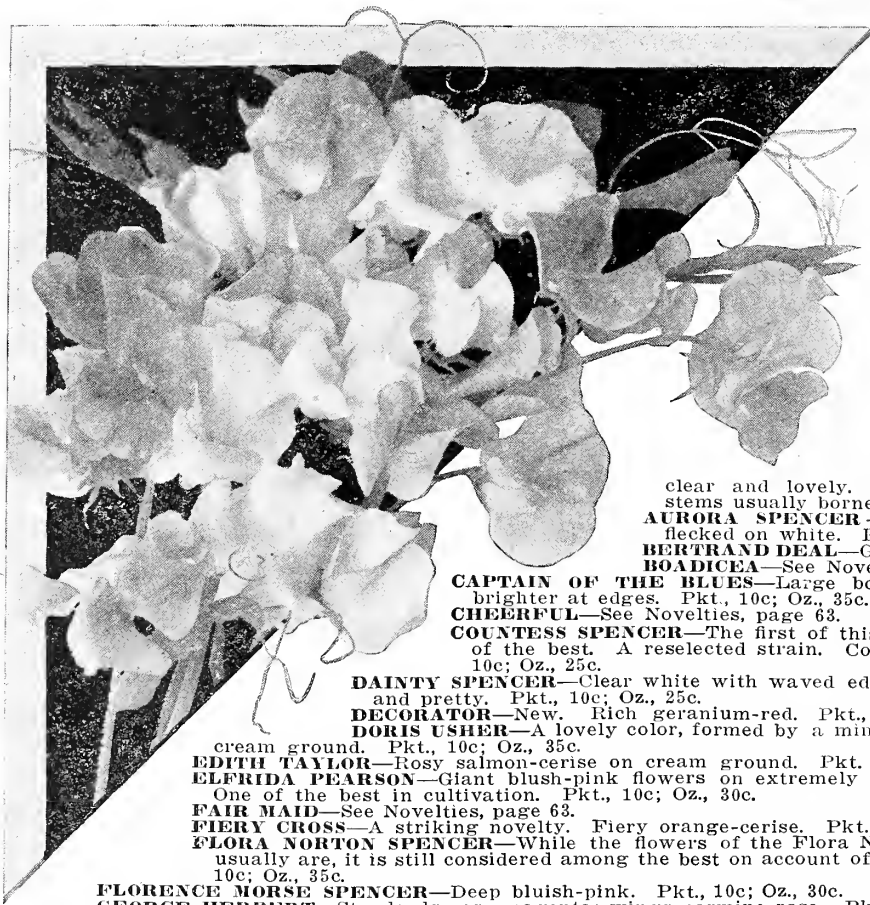 clear and lovely.
stems usually borne
AURORA SPENCER—
flecked on white.
BERTRAND DEAL—G
BOADICEA—See Nove
CAPTAIN OF THE BLUES—Large bo
brighter at edges. Pkt., 10c; Oz., 35c.
CHEERFUL—See Novelties, page 63.
COUNTESS SPENCER—The first of this
of the best. A reselected strain. Co
10c; Oz., 25c.
DAINTY SPENCER—Clear white with waved ed
and pretty. Pkt., 10c; Oz., 25c.
DECORATOR—New. Rich geranium-red. Pkt.,
DORIS USHER—A lovely color, formed by a min
cream ground. Pkt., 10c; Oz., 35c.
EDITH TAYLOR—Rosy salmon-cerise on cream ground. Pkt.
ELFRIDA PEARSON—Giant blush-pink flowers on extremely
One of the best in cultivation. Pkt., 10c; Oz., 30c.
FAIR MAID—See Novelties, page 63.
FIERY CROSS—A striking novelty. Fiery orange-cerise. Pkt.
FLORA NORTON SPENCER—While the flowers of the Flora N
usually are, it is still considered among the best on account of
10c; Oz., 35c.
FLORENCE MORSE SPENCER—Deep bluish-pink. Pkt., 10c; Oz., 30c.